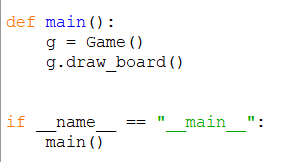 def main():
    g = Game()
    g.draw_board()

if __name__ == "__main__":
    main()